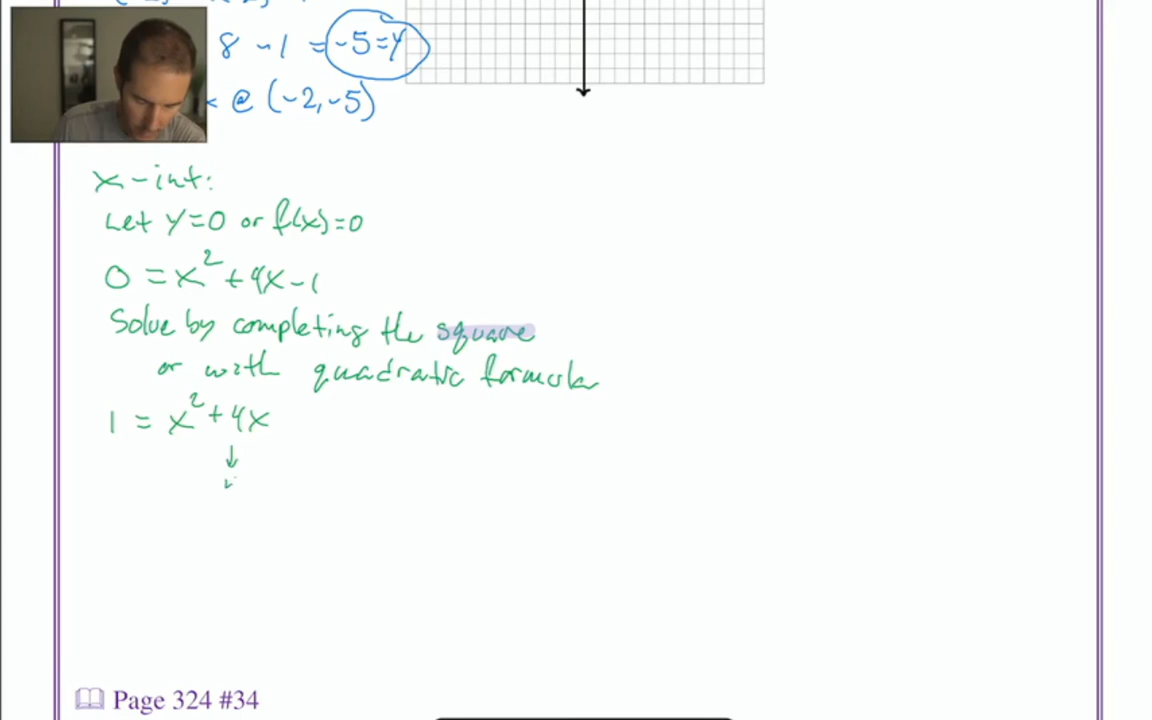 8 - 1 = -5 = y
@ (-2, -5)
x-int:
Let y=0 or f(x)=0
0 = x² + 4x - 1
Solve by completing the square
or with quadratic formula
1 = x² + 4x
↓
Page 324 #34